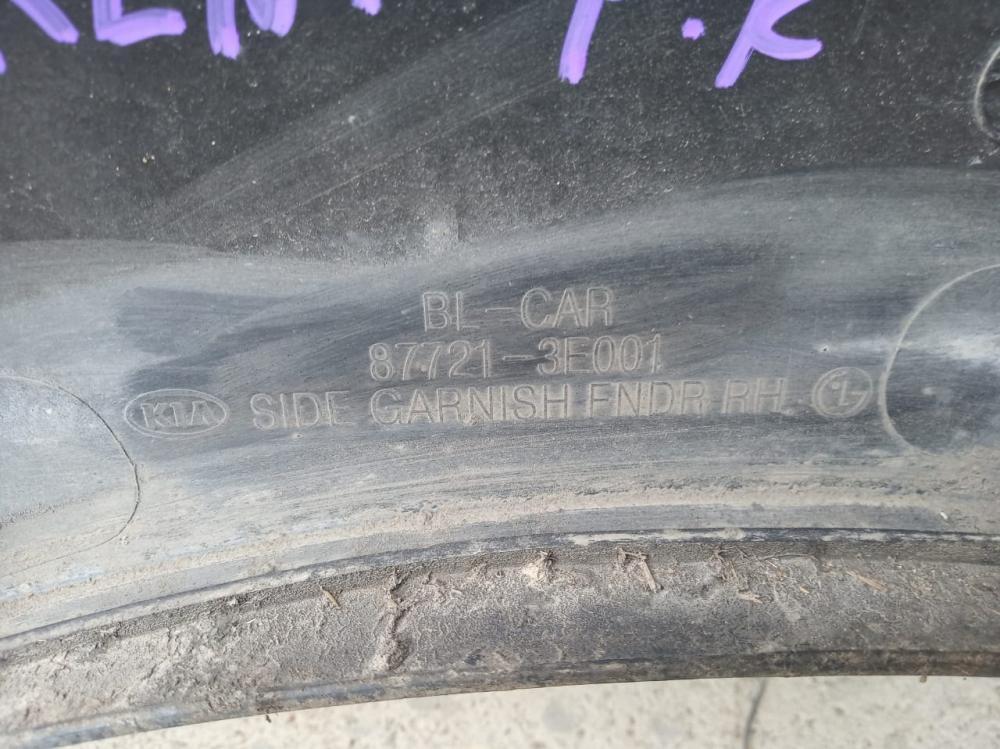 BL-CAR
87721-3E001
KIA SIDE GARNISH FNDR RH